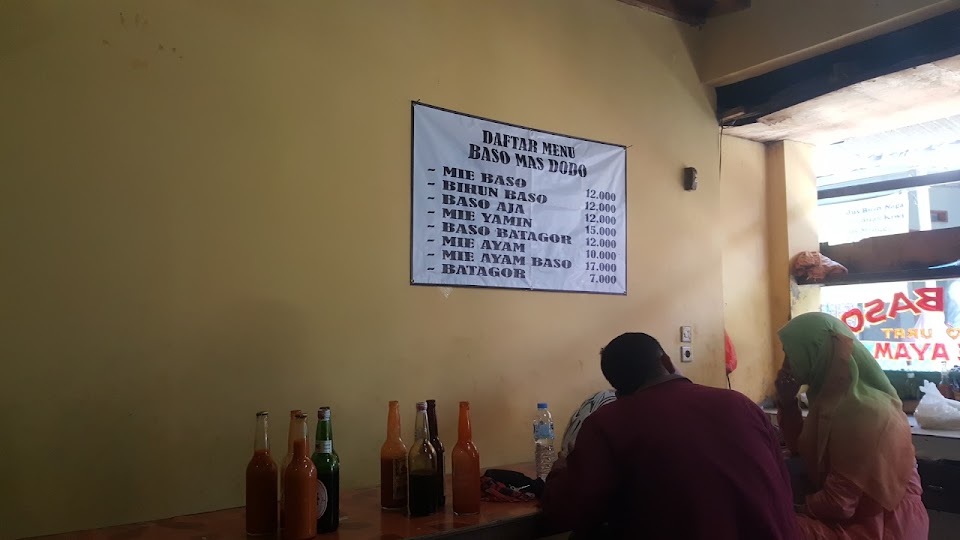 DAFTAR MENU
BASO MAS DODO
- MIE BASO 12.000
- BIHUN BASO 12.000
- BASO AJA 12.000
- MIE YAMIN 15.000
- BASO BATAGOR 12.000
- MIE AYAM 10.000
- MIE AYAM BASO 17.000
- BATAGOR 7.000
BASO
URAT
AYAM